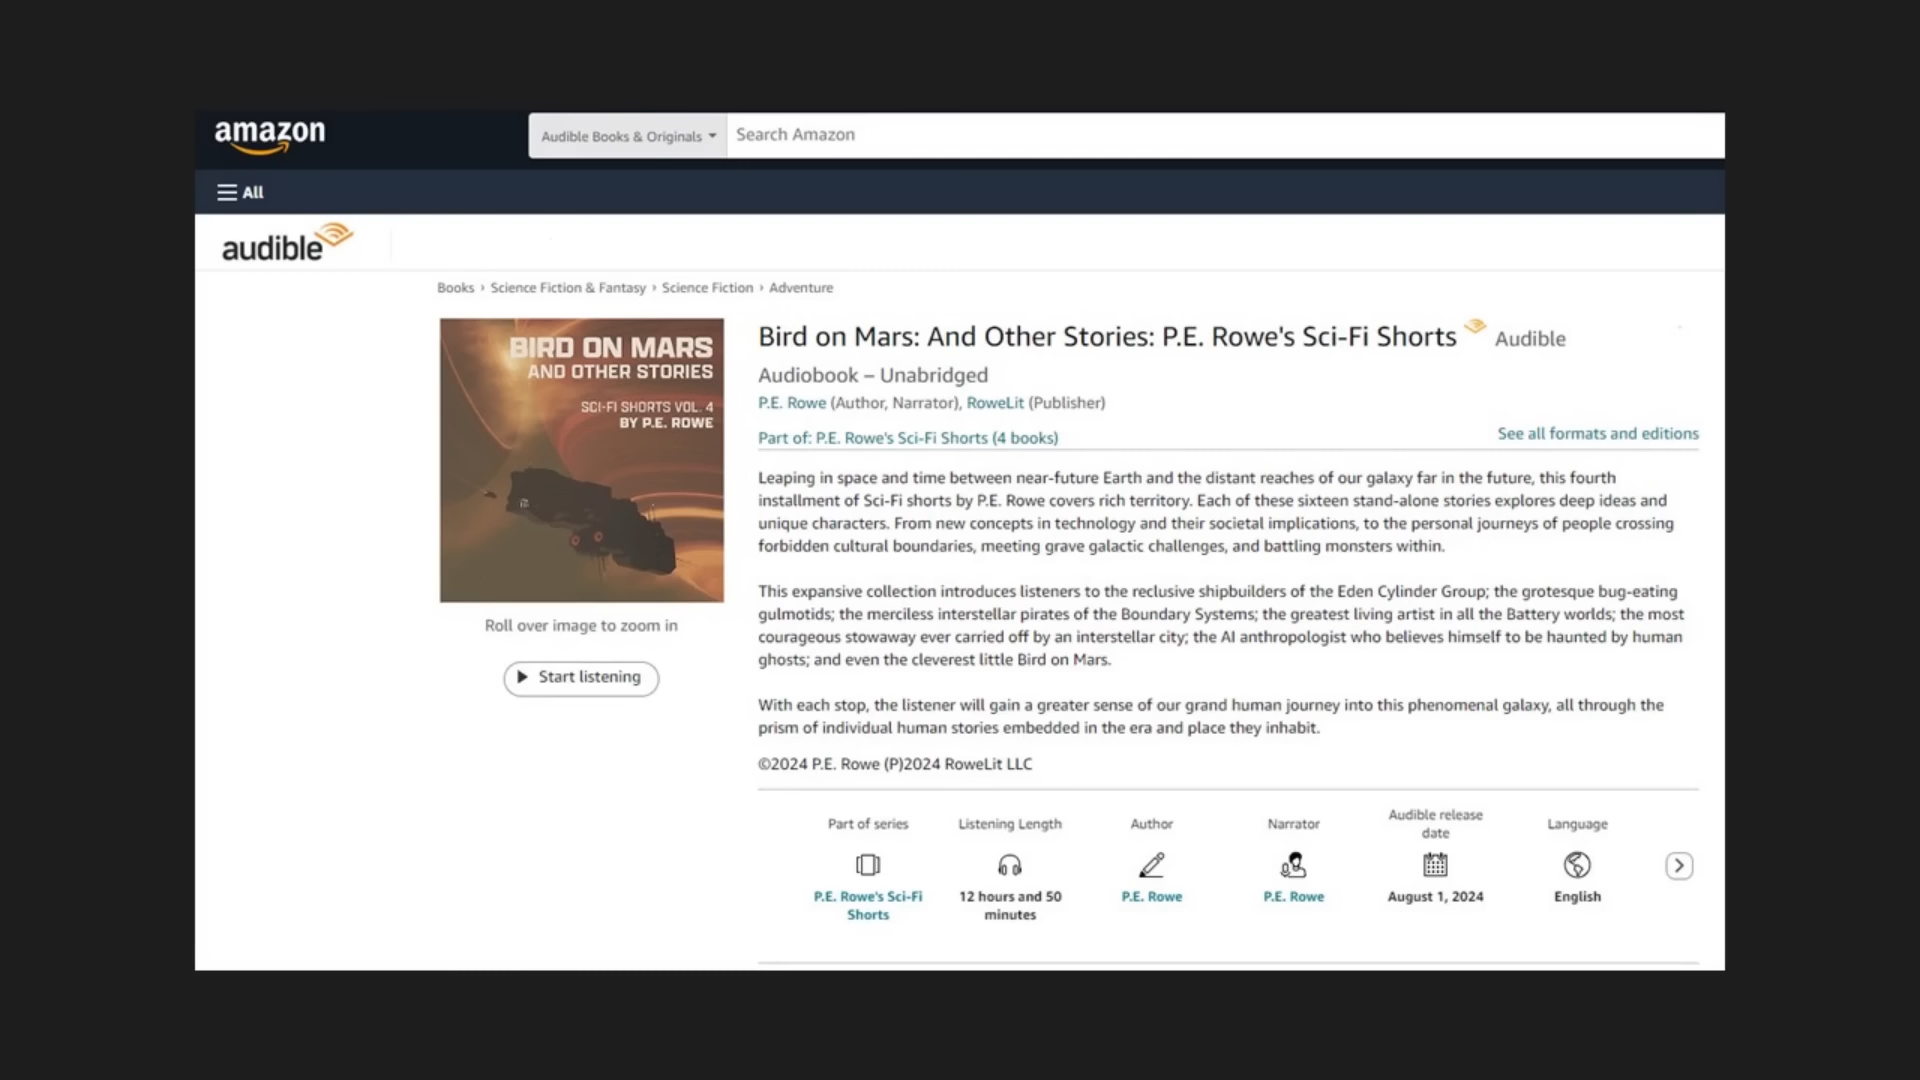 amazon
Audible Books & Originals
Search Amazon
All
audible
Books › Science Fiction & Fantasy › Science Fiction › Adventure
BIRD ON MARS
AND OTHER STORIES
SCI-FI SHORTS VOL. 4
BY P.E. ROWE
Roll over image to zoom in
Start listening
Bird on Mars: And Other Stories: P.E. Rowe's Sci-Fi Shorts Audible
Audiobook – Unabridged
P.E. Rowe (Author, Narrator), RoweLit (Publisher)
Part of: P.E. Rowe's Sci-Fi Shorts (4 books)
See all formats and editions
Leaping in space and time between near-future Earth and the distant reaches of our galaxy far in the future, this fourth
installment of Sci-Fi shorts by P.E. Rowe covers rich territory. Each of these sixteen stand-alone stories explores deep ideas and
unique characters. From new concepts in technology and their societal implications, to the personal journeys of people crossing
forbidden cultural boundaries, meeting grave galactic challenges, and battling monsters within.
This expansive collection introduces listeners to the reclusive shipbuilders of the Eden Cylinder Group; the grotesque bug-eating
gulmotids; the merciless interstellar pirates of the Boundary Systems; the greatest living artist in all the Battery worlds; the most
courageous stowaway ever carried off by an interstellar city; the AI anthropologist who believes himself to be haunted by human
ghosts; and even the cleverest little Bird on Mars.
With each stop, the listener will gain a greater sense of our grand human journey into this phenomenal galaxy, all through the
prism of individual human stories embedded in the era and place they inhabit.
©2024 P.E. Rowe (P)2024 RoweLit LLC
Part of series
P.E. Rowe's Sci-Fi
Shorts
Listening Length
12 hours and 50
minutes
Author
P.E. Rowe
Narrator
P.E. Rowe
Audible release
date
August 1, 2024
Language
English